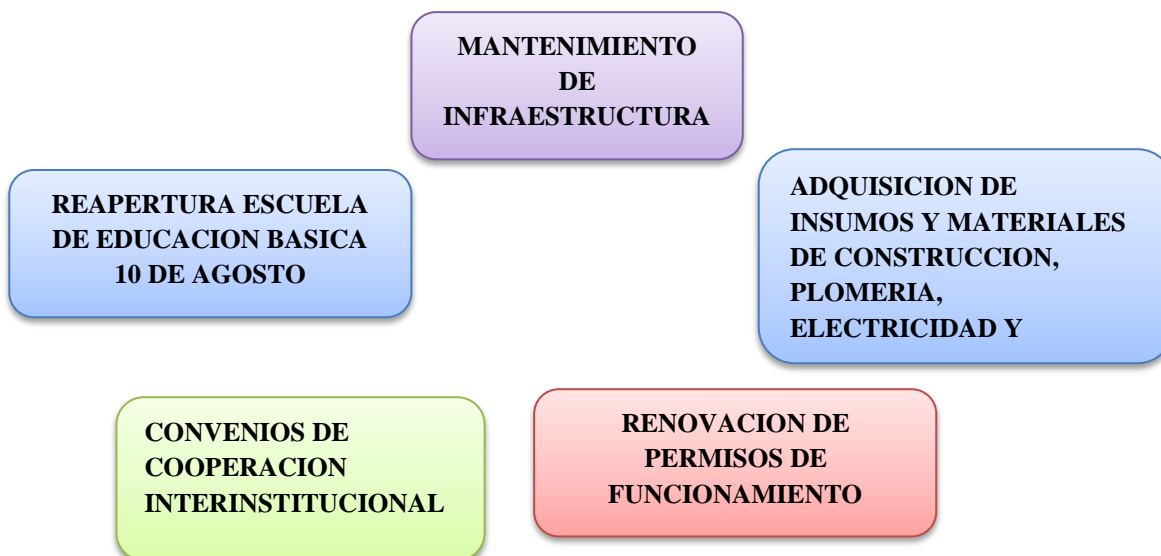 MANTENIMIENTO
DE
INFRAESTRUCTURA
REAPERTURA ESCUELA
DE EDUCACION BASICA
10 DE AGOSTO
ADQUISICION DE
INSUMOS Y MATERIALES
DE CONSTRUCCION,
PLOMERIA,
ELECTRICIDAD Y
CONVENIOS DE
COOPERACION
INTERINSTITUCIONAL
RENOVACION DE
PERMISOS DE
FUNCIONAMIENTO